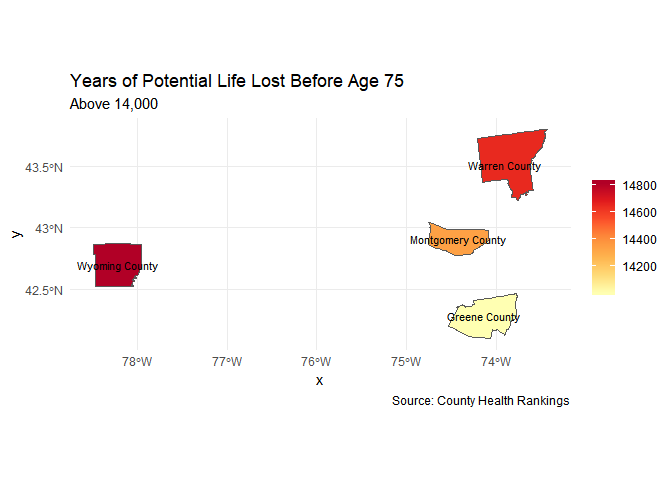 Years of Potential Life Lost Before Age 75
Above 14,000
43.5°N
43°N
42.5°N
y
Warren County
Montgomery County
Wyoming County
Greene County
14800
14600
14400
14200
78°W 77°W 76°W 75°W 74°W
x
Source: County Health Rankings